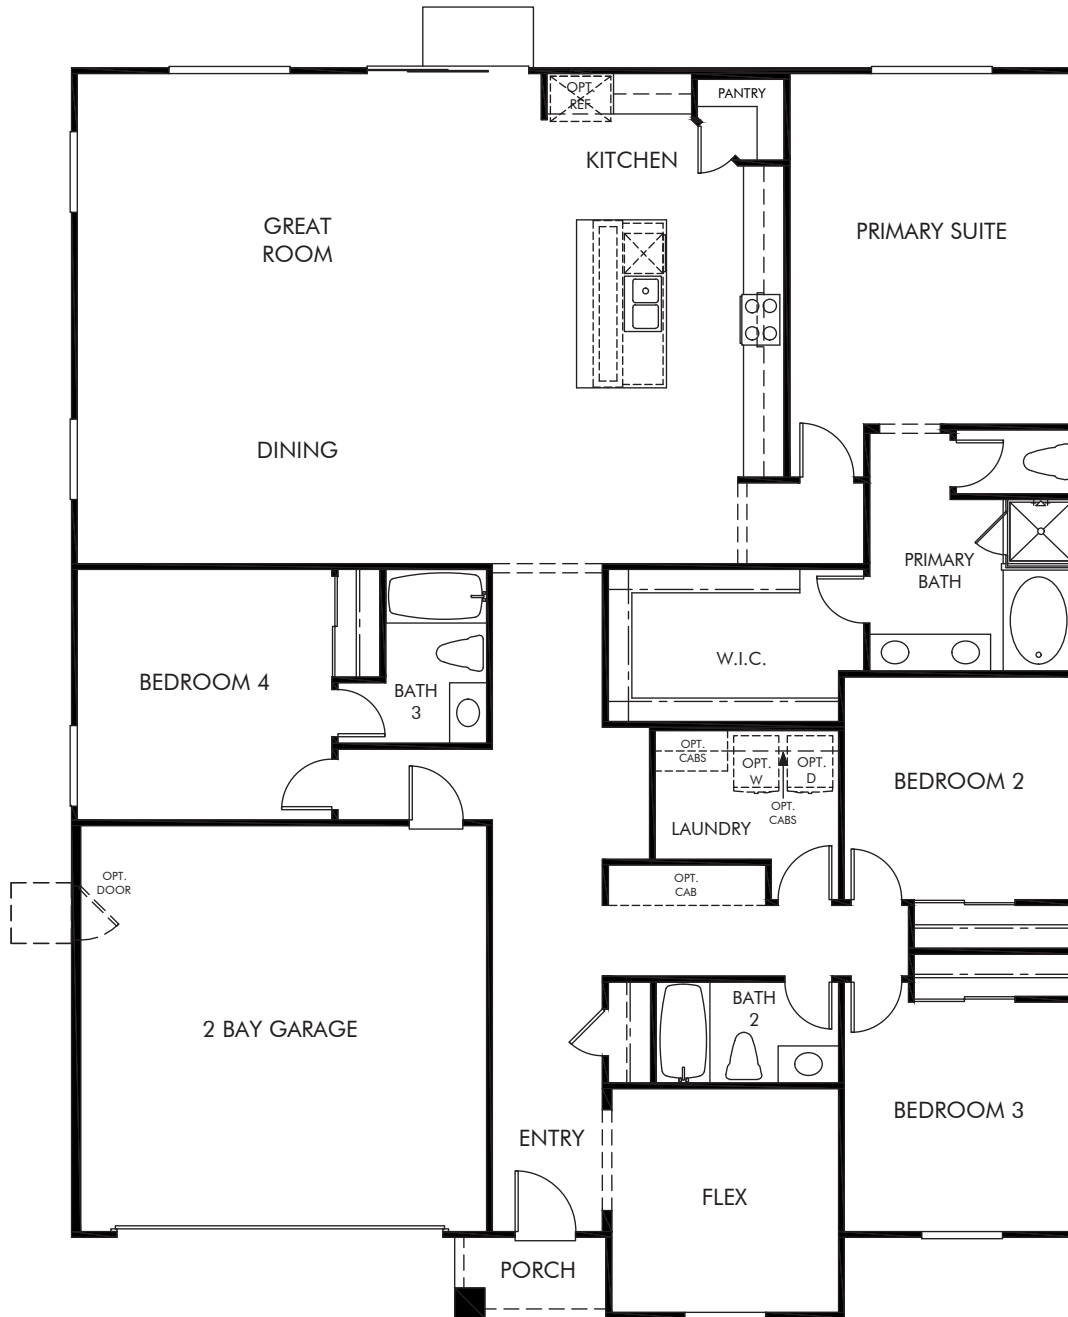 OPT.
REF
PANTRY
KITCHEN
GREAT
ROOM
PRIMARY SUITE
DINING
PRIMARY
BATH
W.I.C.
BEDROOM 4
BATH
3
OPT.
CABS
OPT.
W
OPT.
D
OPT.
CABS
LAUNDRY
BEDROOM 2
OPT.
DOOR
OPT.
CAB
2 BAY GARAGE
BATH
2
BEDROOM 3
ENTRY
FLEX
PORCH